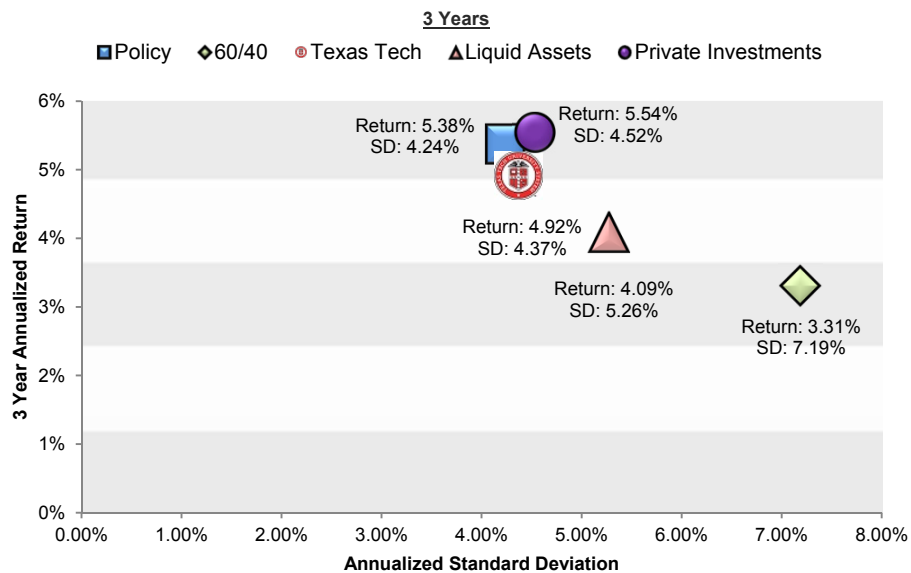 3 Years
Policy 60/40 Texas Tech Liquid Assets Private Investments
6%
5%
4%
3%
2%
1%
0%
3 Year Annualized Return
Return: 5.38%
SD: 4.24%
Return: 5.54%
SD: 4.52%
Return: 4.92%
SD: 4.37%
Return: 4.09%
SD: 5.26%
Return: 3.31%
SD: 7.19%
0.00% 1.00% 2.00% 3.00% 4.00% 5.00% 6.00% 7.00% 8.00%
Annualized Standard Deviation